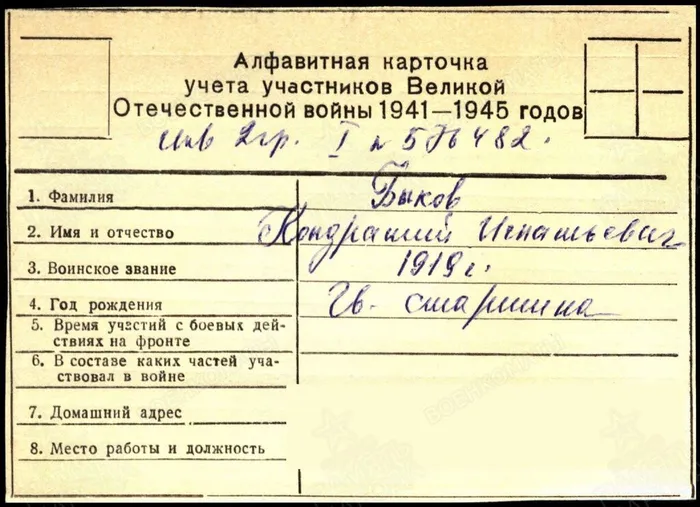 Алфавитная карточка
учета участников Великой
Отечественной войны 1941—1945 годов
инв 2гр. I № 576482.
1. Фамилия Быков
2. Имя и отчество Кондратий Игнатьевич
3. Воинское звание 1919 г.
4. Год рождения Гв. старшина
5. Время участий с боевых дей-
ствиях на фронте
6. В составе каких частей уча-
ствовал в войне
7. Домашний адрес
8. Место работы и должность